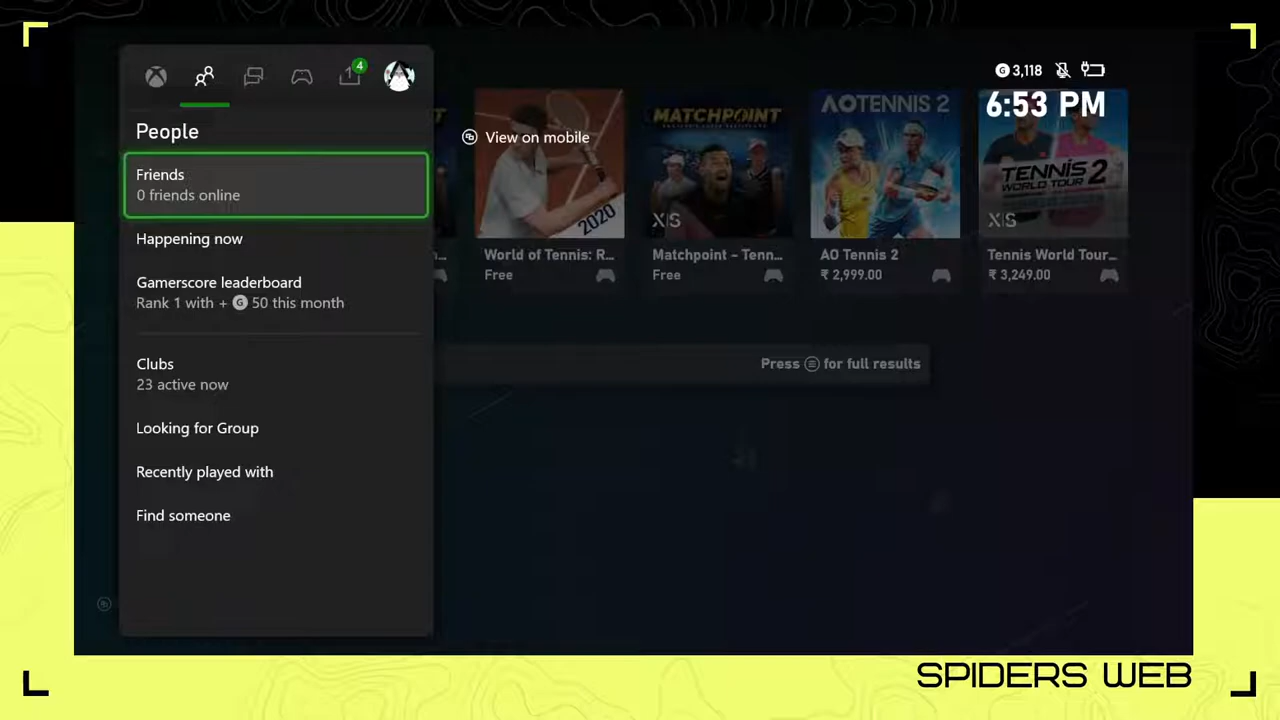 4
G 3,118
6:53 PM
People
Friends
0 friends online
Happening now
Gamerscore leaderboard
Rank 1 with + G 50 this month
Clubs
23 active now
Looking for Group
Recently played with
Find someone
View on mobile
2020
MATCHPOINT
X|S
AO TENNIS 2
TENNIS
WORLD TOUR 2
X|S
n...
World of Tennis: R...
Free
Matchpoint – Tenn...
Free
AO Tennis 2
₹ 2,999.00
Tennis World Tour...
₹ 3,249.00
Press for full results
SPIDERS WEB